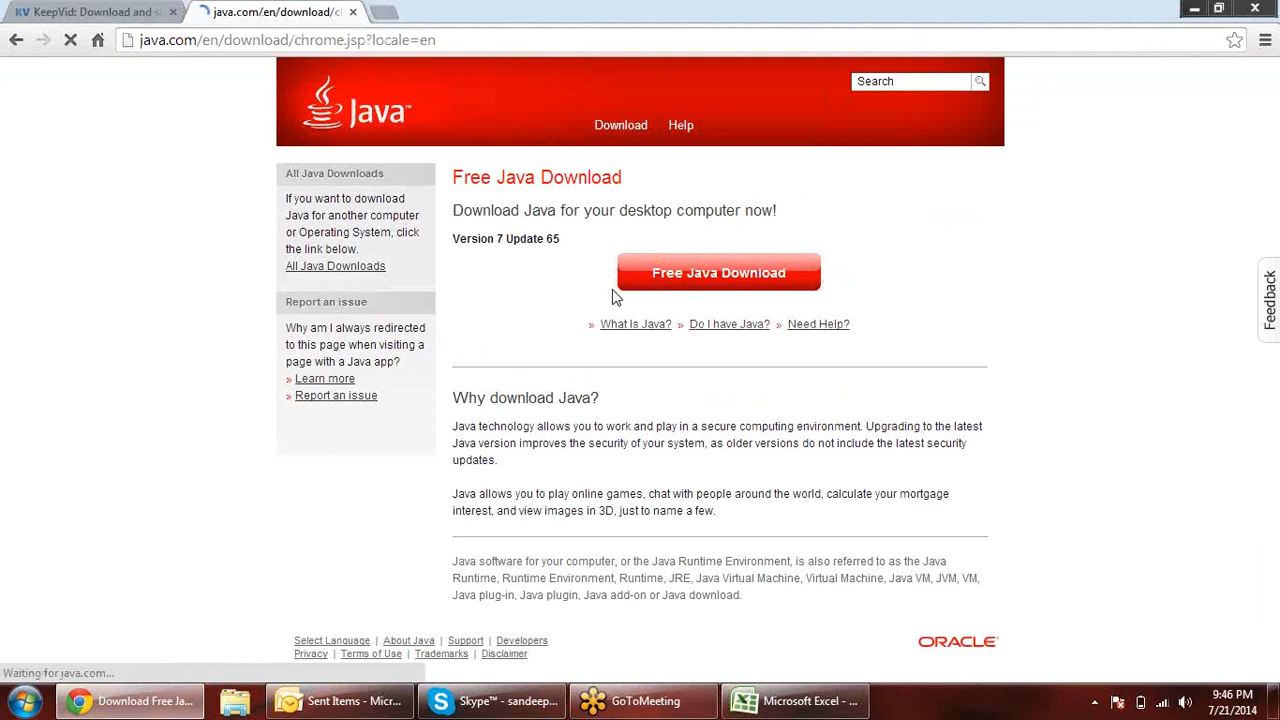 KeepVid: Download and s
java.com/en/download/c
java.com/en/download/chrome.jsp?locale=en
Java™
Search
Download Help
All Java Downloads
If you want to download
Java for another computer
or Operating System, click
the link below.
All Java Downloads
Report an issue
Why am I always redirected
to this page when visiting a
page with a Java app?
» Learn more
» Report an issue
Free Java Download
Download Java for your desktop computer now!
Version 7 Update 65
Free Java Download
» What is Java? » Do I have Java? » Need Help?
Why download Java?
Java technology allows you to work and play in a secure computing environment. Upgrading to the latest
Java version improves the security of your system, as older versions do not include the latest security
updates.
Java allows you to play online games, chat with people around the world, calculate your mortgage
interest, and view images in 3D, just to name a few.
Java software for your computer, or the Java Runtime Environment, is also referred to as the Java
Runtime, Runtime Environment, Runtime, JRE, Java Virtual Machine, Virtual Machine, Java VM, JVM, VM,
Java plug-in, Java plugin, Java add-on or Java download.
Select Language | About Java | Support | Developers
Privacy | Terms of Use | Trademarks | Disclaimer
ORACLE
Feedback
Waiting for java.com...
Download Free Ja...
Sent Items - Micr...
Skype™ - sandeep...
GoToMeeting
Microsoft Excel - ...
9:46 PM
7/21/2014